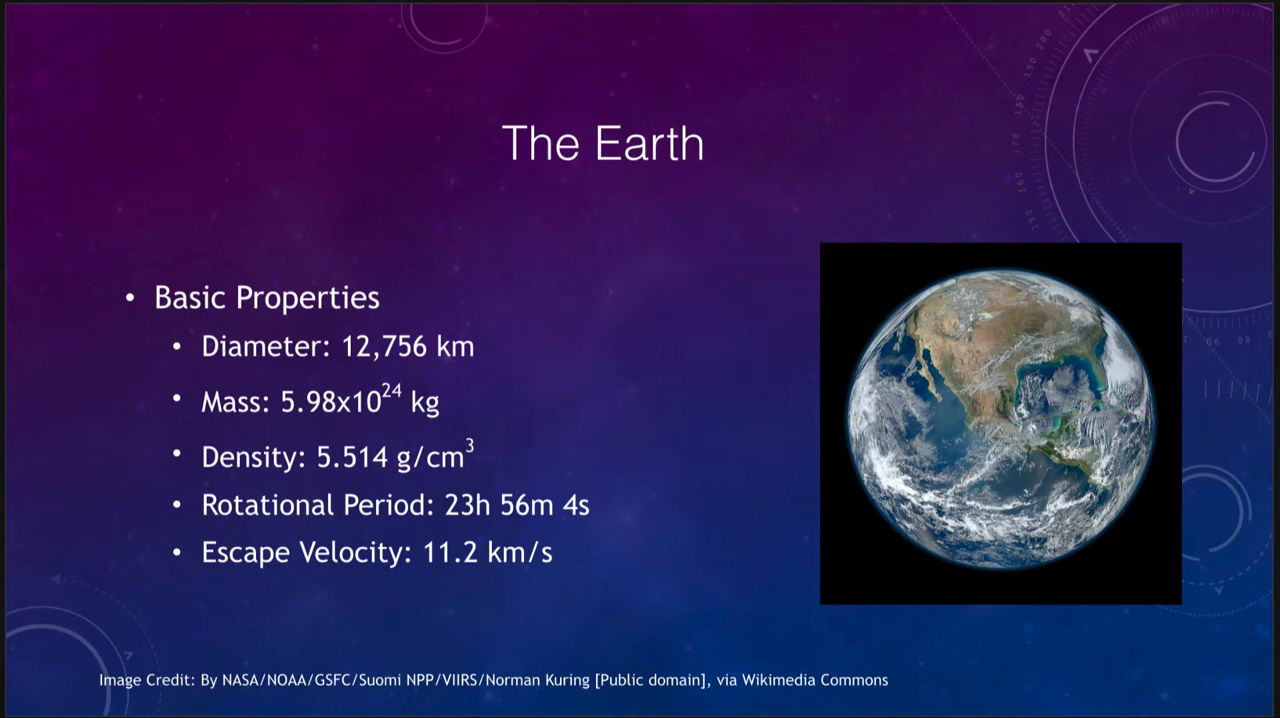 The Earth
• Basic Properties
• Diameter: 12,756 km
• Mass: 5.98x10²⁴ kg
• Density: 5.514 g/cm³
• Rotational Period: 23h 56m 4s
• Escape Velocity: 11.2 km/s
Image Credit: By NASA/NOAA/GSFC/Suomi NPP/VIIRS/Norman Kuring [Public domain], via Wikimedia Commons